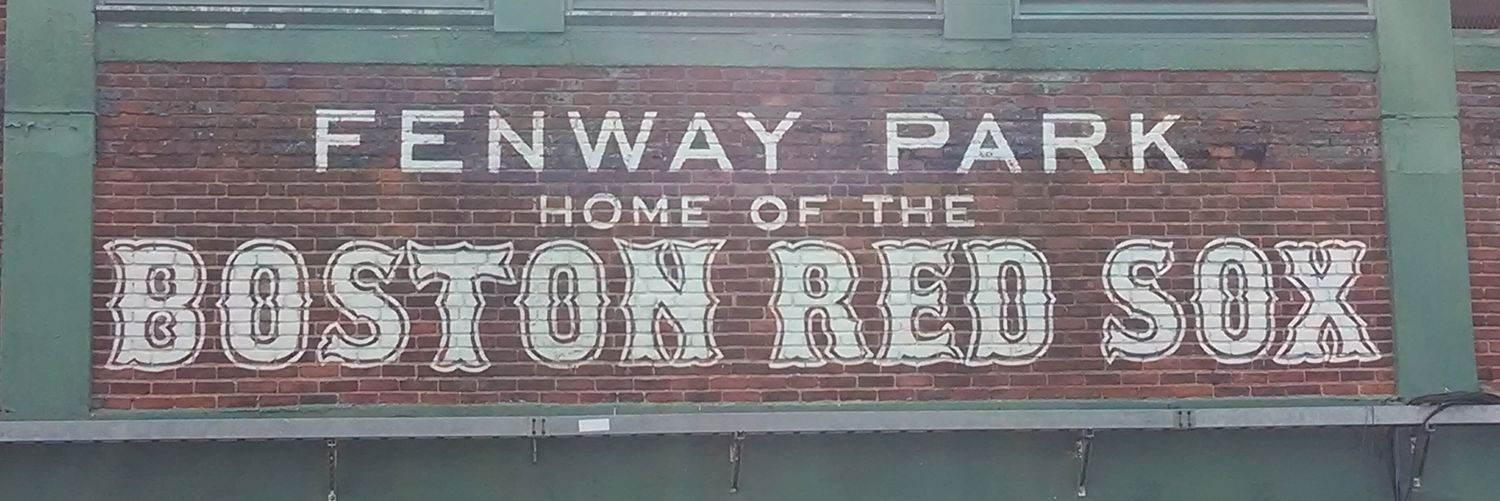 FENWAY PARK
HOME OF THE
BOSTON RED SOX